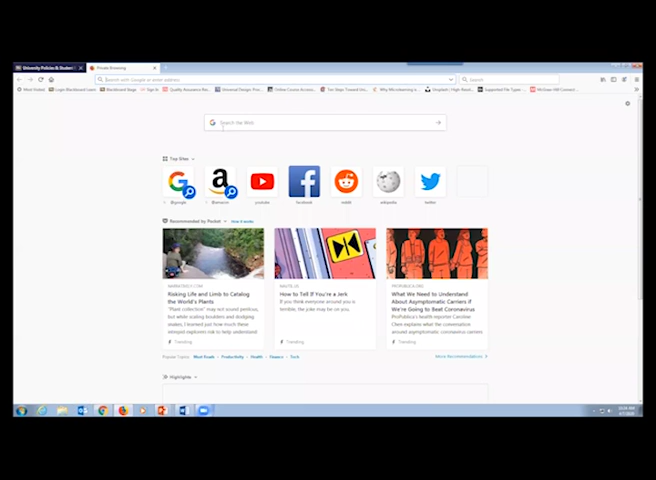 University Policies & Student
Private Browsing
Search with Google or enter address
Search
Most Visited
Login Blackboard Learn
Blackboard Stage
Sign In
Quality Assurance Res
Universal Design: Prin
Online Course Access
Ten Steps Toward Uni
Why Microlearning is
Unsplash | High-Resol
Supported File Types
McGraw-Hill Connect
Search the Web
Top Sites
@google
@amazon
youtube
facebook
reddit
wikipedia
twitter
Recommended by Pocket
How it works
NAUTILUS
PROPUBLICA.ORG
Risking Life and Limb to Catalog
the World's Plants
"Plant collection" may not sound perilous,
but while scaling boulders and dodging
snakes, I learned just how much these
intrepid explorers risk to help understand
Trending
How to Tell If You're a Jerk
If you think everyone around you is
terrible, the joke may be on you.
Trending
What We Need to Understand
About Asymptomatic Carriers if
We're Going to Beat Coronavirus
ProPublica's health reporter Caroline
Chen explains what the conversation
around asymptomatic carriers
Trending
Popular Topics:
Must Reads
Productivity
Health
Finance
Tech
More Recommendations
Highlights